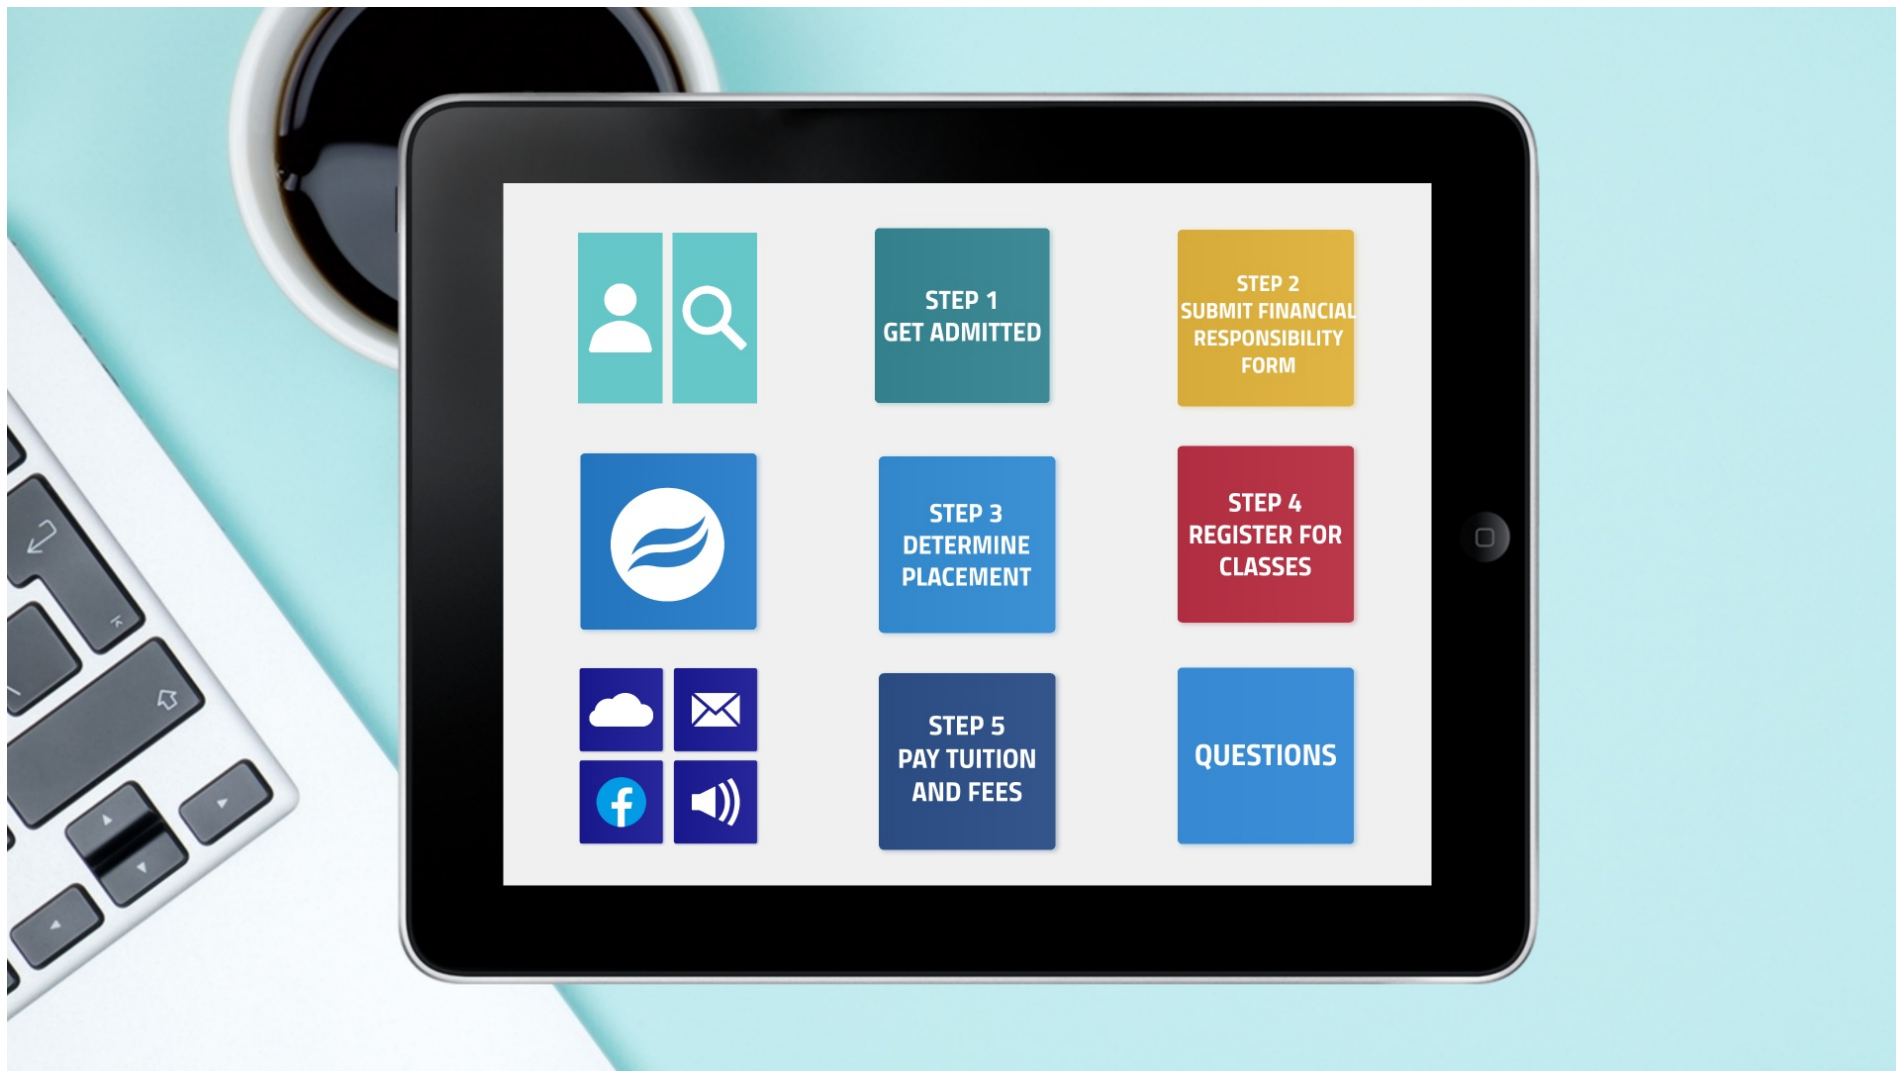 STEP 1
GET ADMITTED
STEP 2
SUBMIT FINANCIAL
RESPONSIBILITY
FORM
STEP 3
DETERMINE
PLACEMENT
STEP 4
REGISTER FOR
CLASSES
STEP 5
PAY TUITION
AND FEES
QUESTIONS